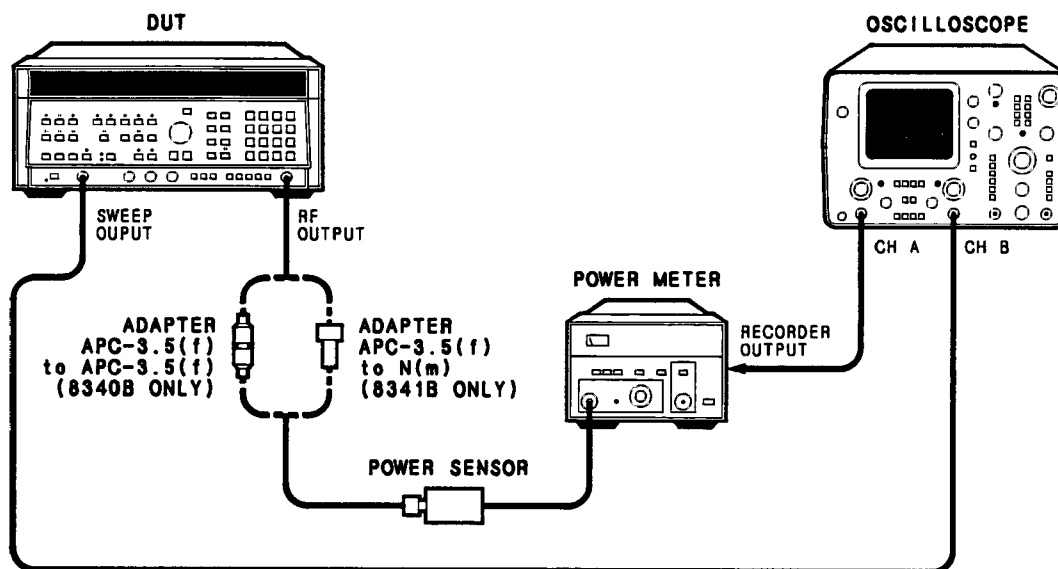 DUT
OSCILLOSCOPE
SWEEP
OUPUT
RF
OUTPUT
CH A
CH B
POWER METER
ADAPTER
APC-3.5(f)
to APC-3.5(f)
(8340B ONLY)
ADAPTER
APC-3.5(f)
to N(m)
(8341B ONLY)
RECORDER
OUTPUT
POWER SENSOR